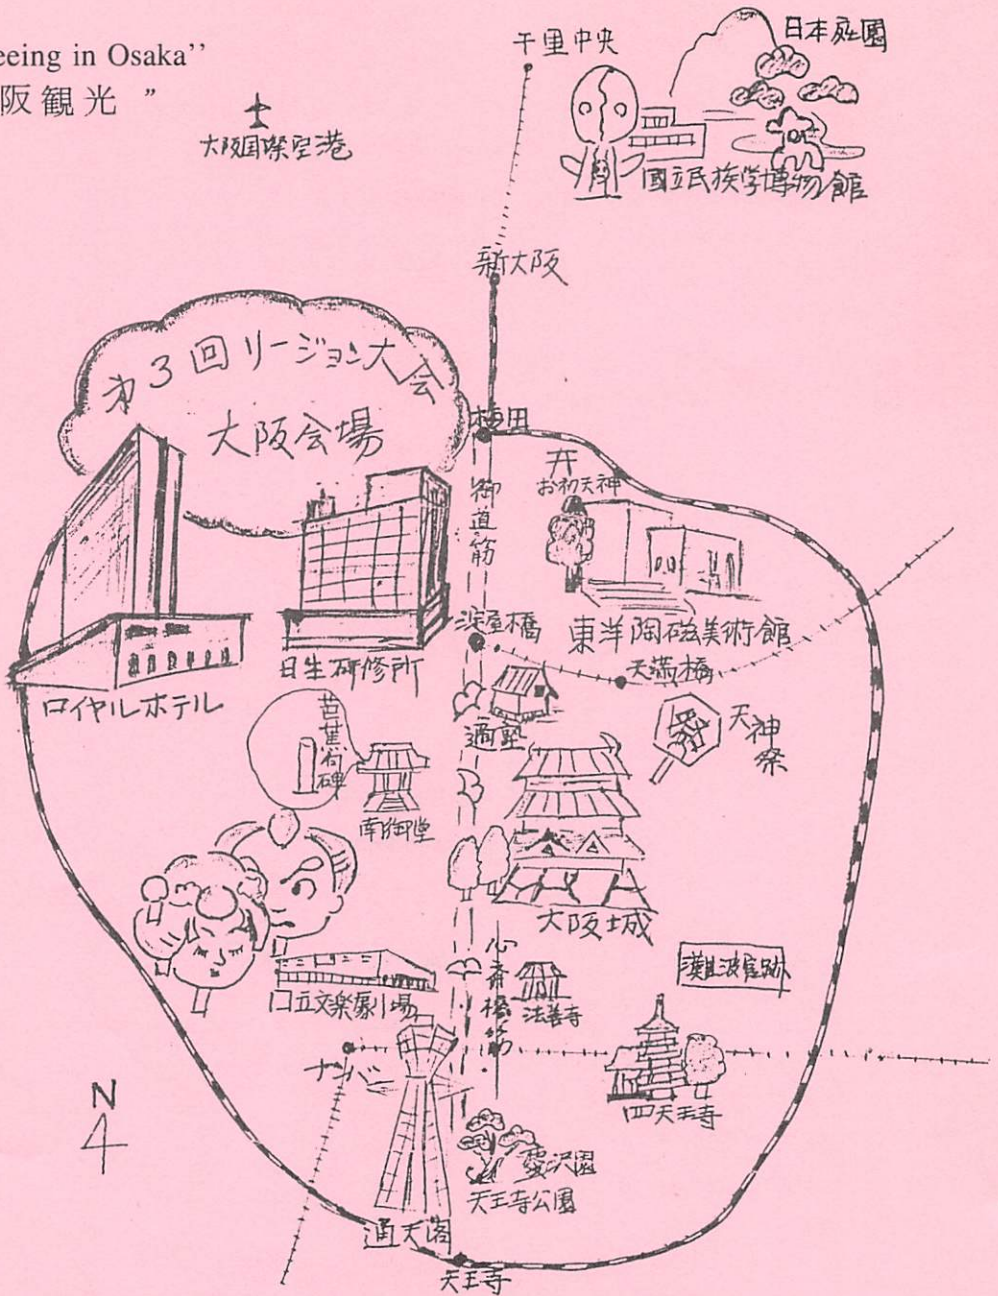 eeing in Osaka”
阪観光 ”
大阪国際空港
千里中央
日本庭園
國立民族学博物館
新大阪
第3回リージョン大会
大阪会場
梅田
御道筋
お初天神
淀屋橋
東洋陶磁美術館
天満橋
日生研修所
ロイヤルホテル
適塾
芭蕉句碑
南御堂
天神祭
大阪城
心斎橋筋
難波宮跡
口立文楽劇場
法善寺
ナンバ
四天王寺
N
慶沢園
天王寺公園
通天閣
天王寺